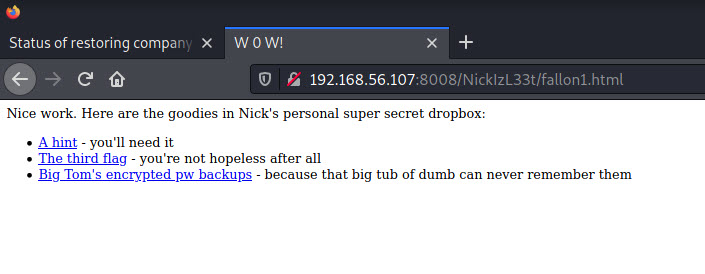 Status of restoring company
W 0 W!
192.168.56.107:8008/NickIzL33t/fallon1.html
Nice work. Here are the goodies in Nick's personal super secret dropbox:
A hint - you'll need it
The third flag - you're not hopeless after all
Big Tom's encrypted pw backups - because that big tub of dumb can never remember them